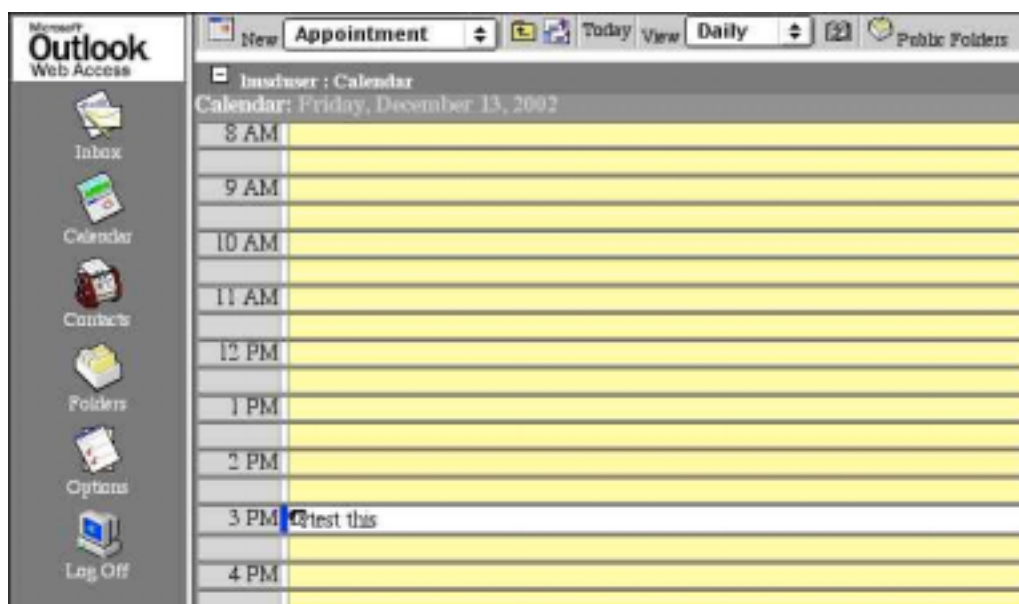 Microsoft
Outlook
Web Access
Inbox
Calendar
Contacts
Folders
Options
Log Off
New Appointment Today View Daily Public Folders
: Calendar
Calendar: Friday, December 13, 2002
8 AM
9 AM
10 AM
11 AM
12 PM
1 PM
2 PM
3 PM test this
4 PM